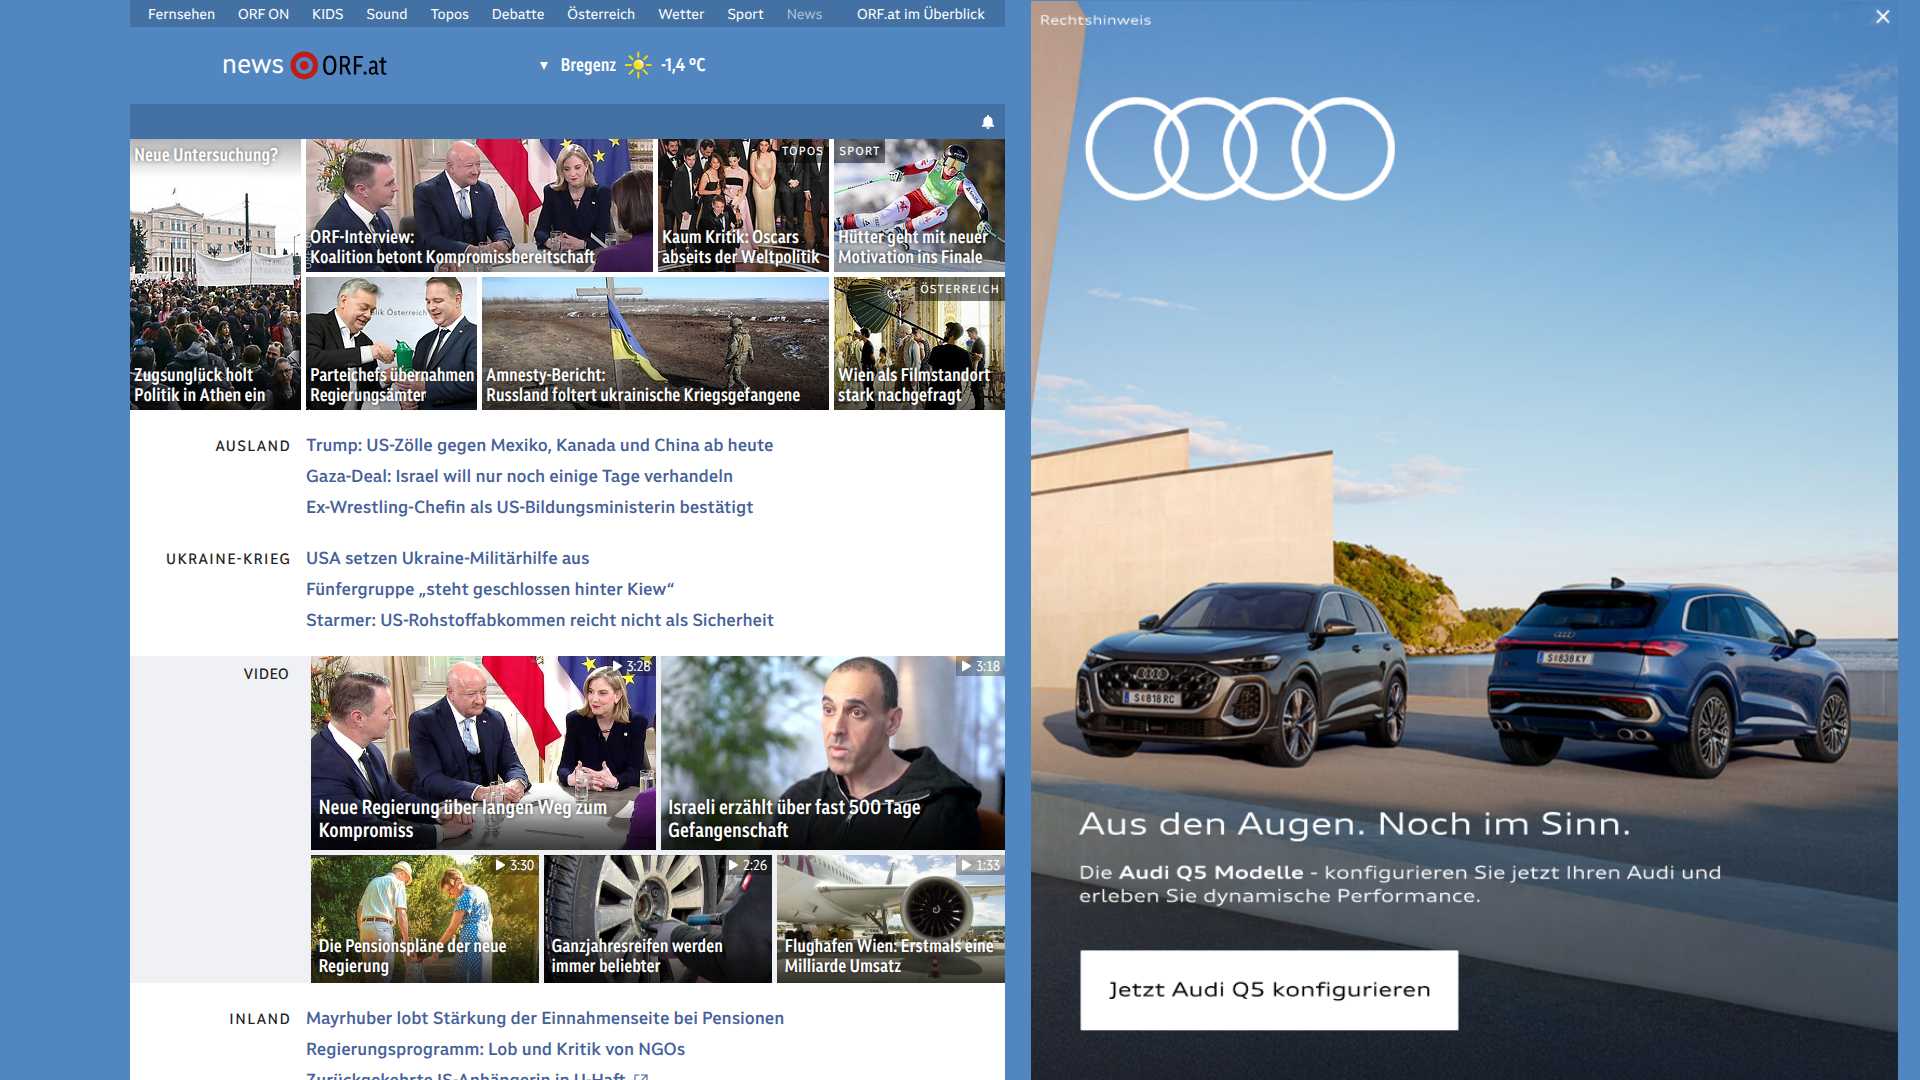 Fernsehen ORF ON KIDS Sound Topos Debatte Österreich Wetter Sport News ORF.at im Überblick
news ORF.at
Bregenz -1,4 °C
Neue Untersuchung?
Zugsunglück holt
Politik in Athen ein
ORF-Interview:
Koalition betont Kompromissbereitschaft
TOPOS
Kaum Kritik: Oscars
abseits der Weltpolitik
SPORT
Hütter geht mit neuer
Motivation ins Finale
Parteichefs übernahmen
Regierungsämter
Amnesty-Bericht:
Russland foltert ukrainische Kriegsgefangene
ÖSTERREICH
Wien als Filmstandort
stark nachgefragt
AUSLAND
Trump: US-Zölle gegen Mexiko, Kanada und China ab heute
Gaza-Deal: Israel will nur noch einige Tage verhandeln
Ex-Wrestling-Chefin als US-Bildungsministerin bestätigt
UKRAINE-KRIEG
USA setzen Ukraine-Militärhilfe aus
Fünfergruppe „steht geschlossen hinter Kiew“
Starmer: US-Rohstoffabkommen reicht nicht als Sicherheit
VIDEO
3:28
Neue Regierung über langen Weg zum
Kompromiss
3:18
Israeli erzählt über fast 500 Tage
Gefangenschaft
3:30
Die Pensionspläne der neue
Regierung
2:26
Ganzjahresreifen werden
immer beliebter
1:33
Flughafen Wien: Erstmals eine
Milliarde Umsatz
INLAND
Mayrhuber lobt Stärkung der Einnahmenseite bei Pensionen
Regierungsprogramm: Lob und Kritik von NGOs
Zurückgekehrte IS-Anhängerin in U-Haft
Rechtshinweis
S 818 RC
S 838 KY
Aus den Augen. Noch im Sinn.
Die Audi Q5 Modelle - konfigurieren Sie jetzt Ihren Audi und
erleben Sie dynamische Performance.
Jetzt Audi Q5 konfigurieren